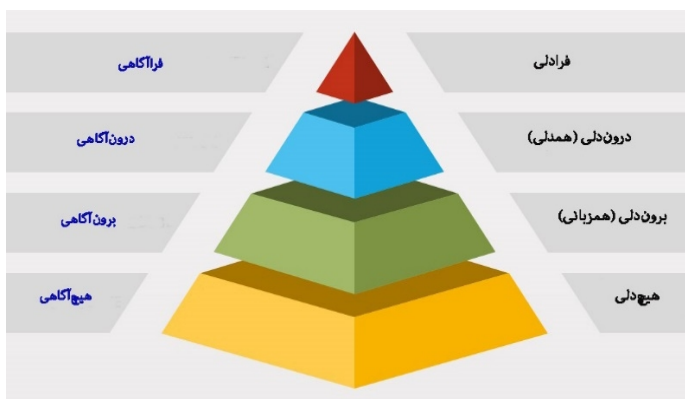 فرادلی
فراآگاهی
درون‌دلی (همدلی)
درون‌آگاهی
برون‌دلی (همزبانی)
برون‌آگاهی
هیچ‌دلی
هیچ‌آگاهی